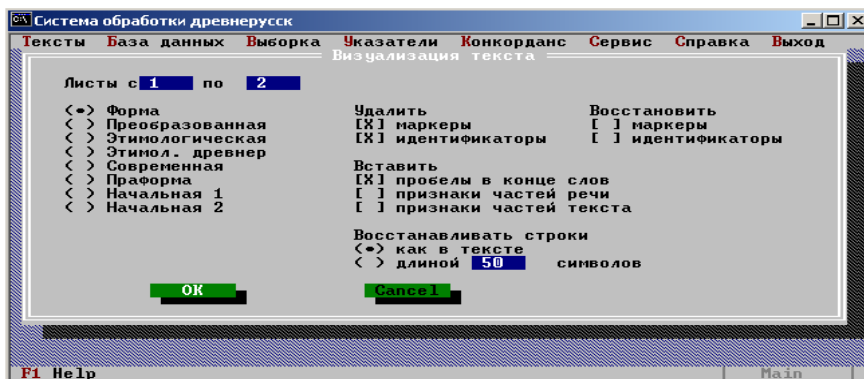 Система обработки древнерусск
Тексты База данных Выборка Указатели Конкорданс Сервис Справка Выход
Визуализация текста
Листы с 1 по 2
(•) Форма
( ) Преобразованная
( ) Этимологическая
( ) Этимол. древнер
( ) Современная
( ) Праформа
( ) Начальная 1
( ) Начальная 2
Удалить
[X] маркеры
[X] идентификаторы
Вставить
[X] пробелы в конце слов
[ ] признаки частей речи
[ ] признаки частей текста
Восстанавливать строки
(•) как в тексте
( ) длиной 50 символов
Восстановить
[ ] маркеры
[ ] идентификаторы
OK Cancel
F1 Help Main